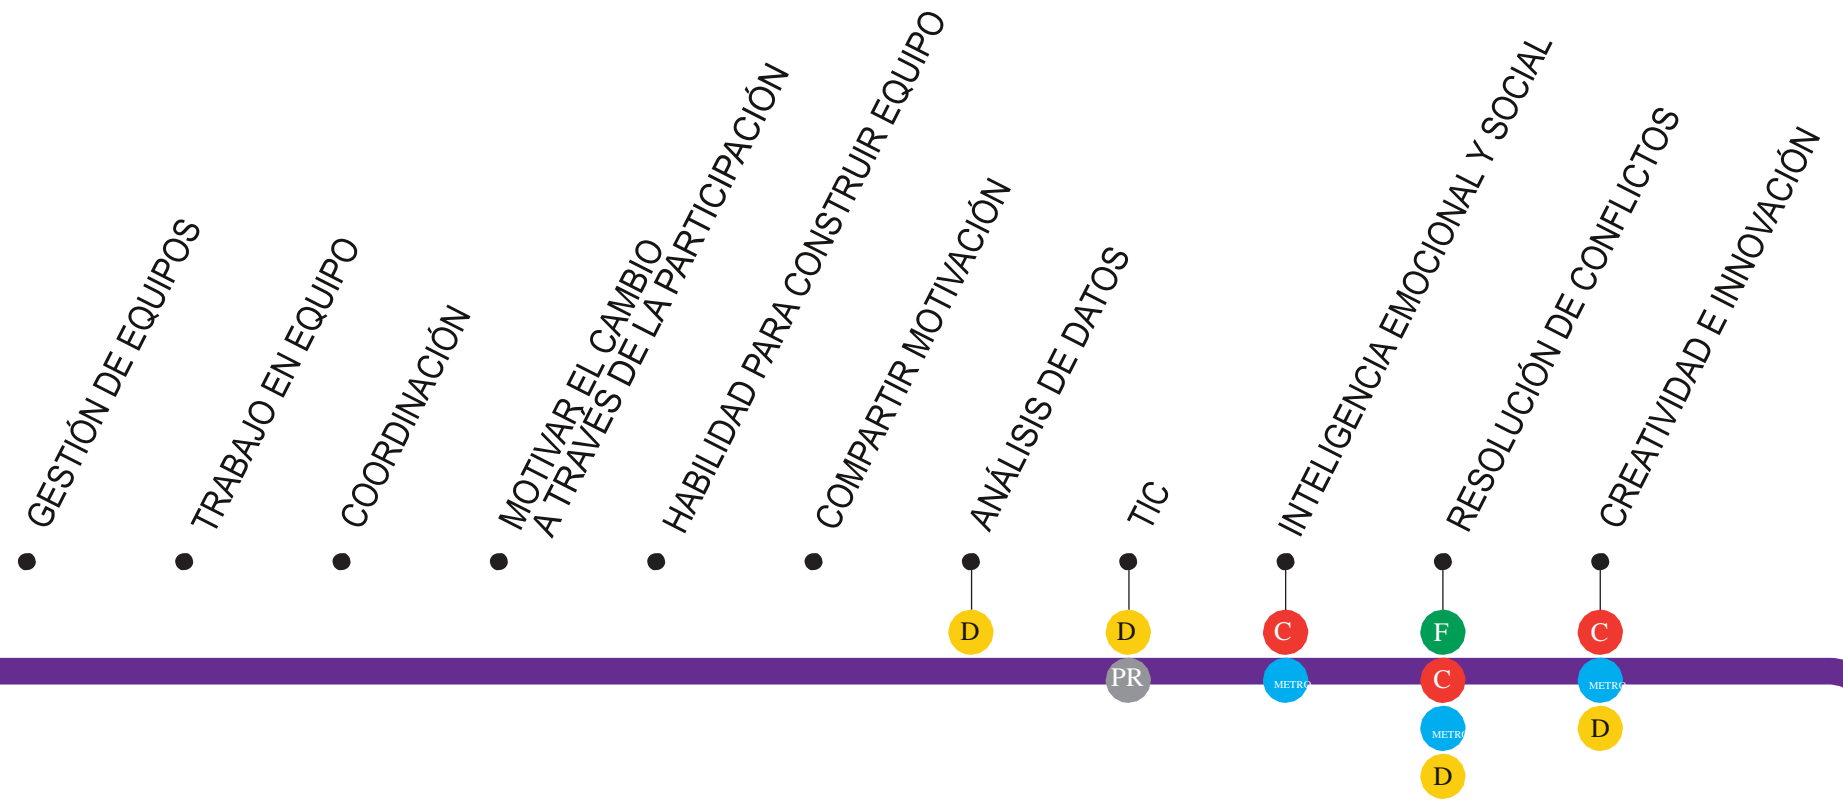 GESTIÓN DE EQUIPOS
TRABAJO EN EQUIPO
COORDINACIÓN
MOTIVAR EL CAMBIO
A TRAVÉS DE LA PARTICIPACIÓN
HABILIDAD PARA CONSTRUIR EQUIPO
COMPARTIR MOTIVACIÓN
ANÁLISIS DE DATOS
TIC
INTELIGENCIA EMOCIONAL Y SOCIAL
RESOLUCIÓN DE CONFLICTOS
CREATIVIDAD E INNOVACIÓN
D
D
C
F
C
PR
METRO
C
METRO
METRO
D
D